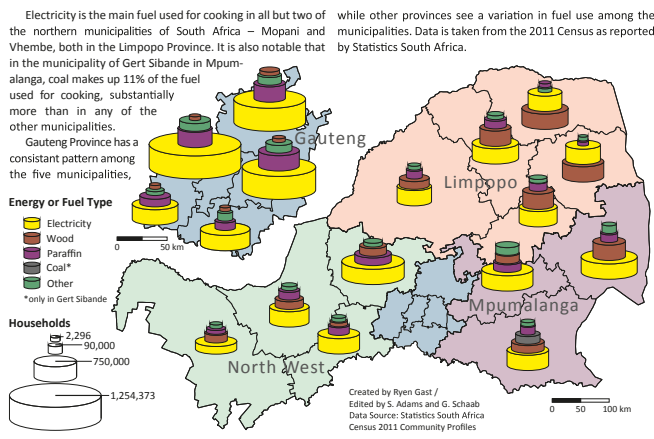 Electricity is the main fuel used for cooking in all but two of
the northern municipalities of South Africa – Mopani and
Vhembe, both in the Limpopo Province. It is also notable that
in the municipality of Gert Sibande in Mpum-
alanga, coal makes up 11% of the fuel
used for cooking, substantially
more than in any of the
other municipalities.
Gauteng Province has a
consistant pattern among
the five municipalities,
while other provinces see a variation in fuel use among the
municipalities. Data is taken from the 2011 Census as reported
by Statistics South Africa.
Gauteng
Limpopo
Mpumalanga
North West
Energy or Fuel Type
Electricity
Wood
Paraffin
Coal*
Other
*only in Gert Sibande
0 50 km
Households
2,296
90,000
750,000
1,254,373
Created by Ryen Gast /
Edited by S. Adams and G. Schaab
Data Source: Statistics South Africa
Census 2011 Community Profiles
0 50 100 km